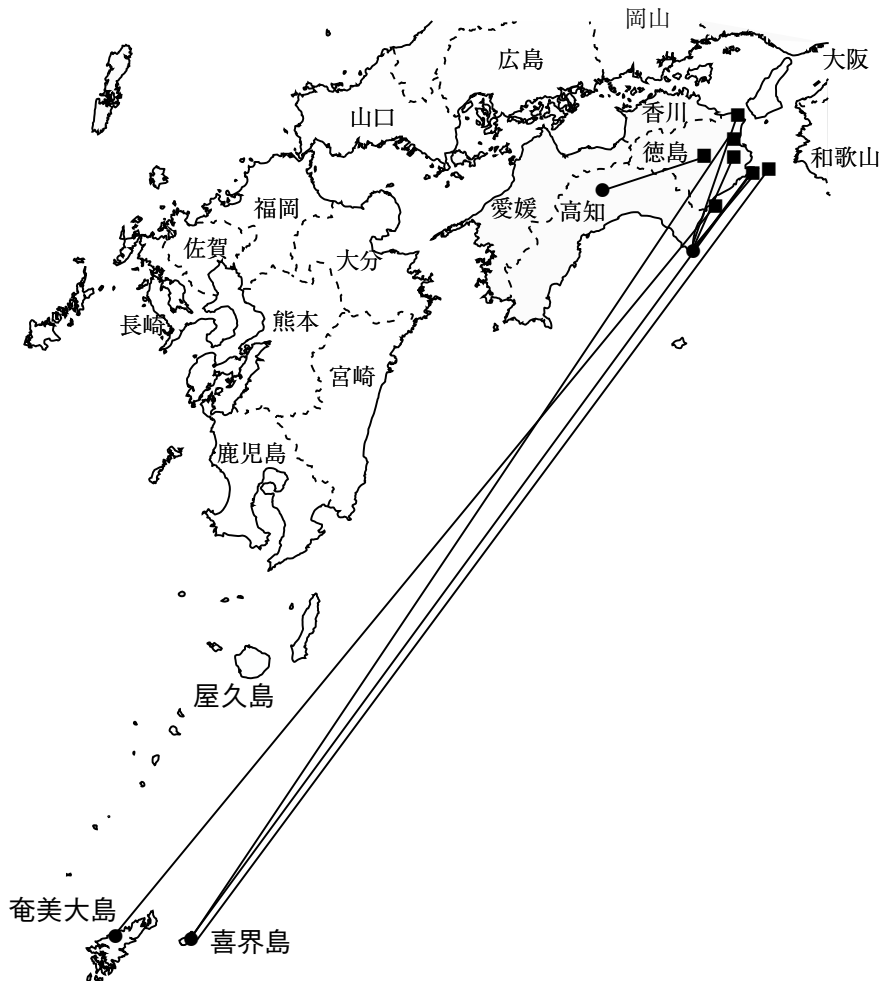 岡山
広島
大阪
香川
山口
徳島
和歌山
福岡
愛媛
高知
佐賀
大分
長崎
熊本
宮崎
鹿児島
屋久島
奄美大島
喜界島